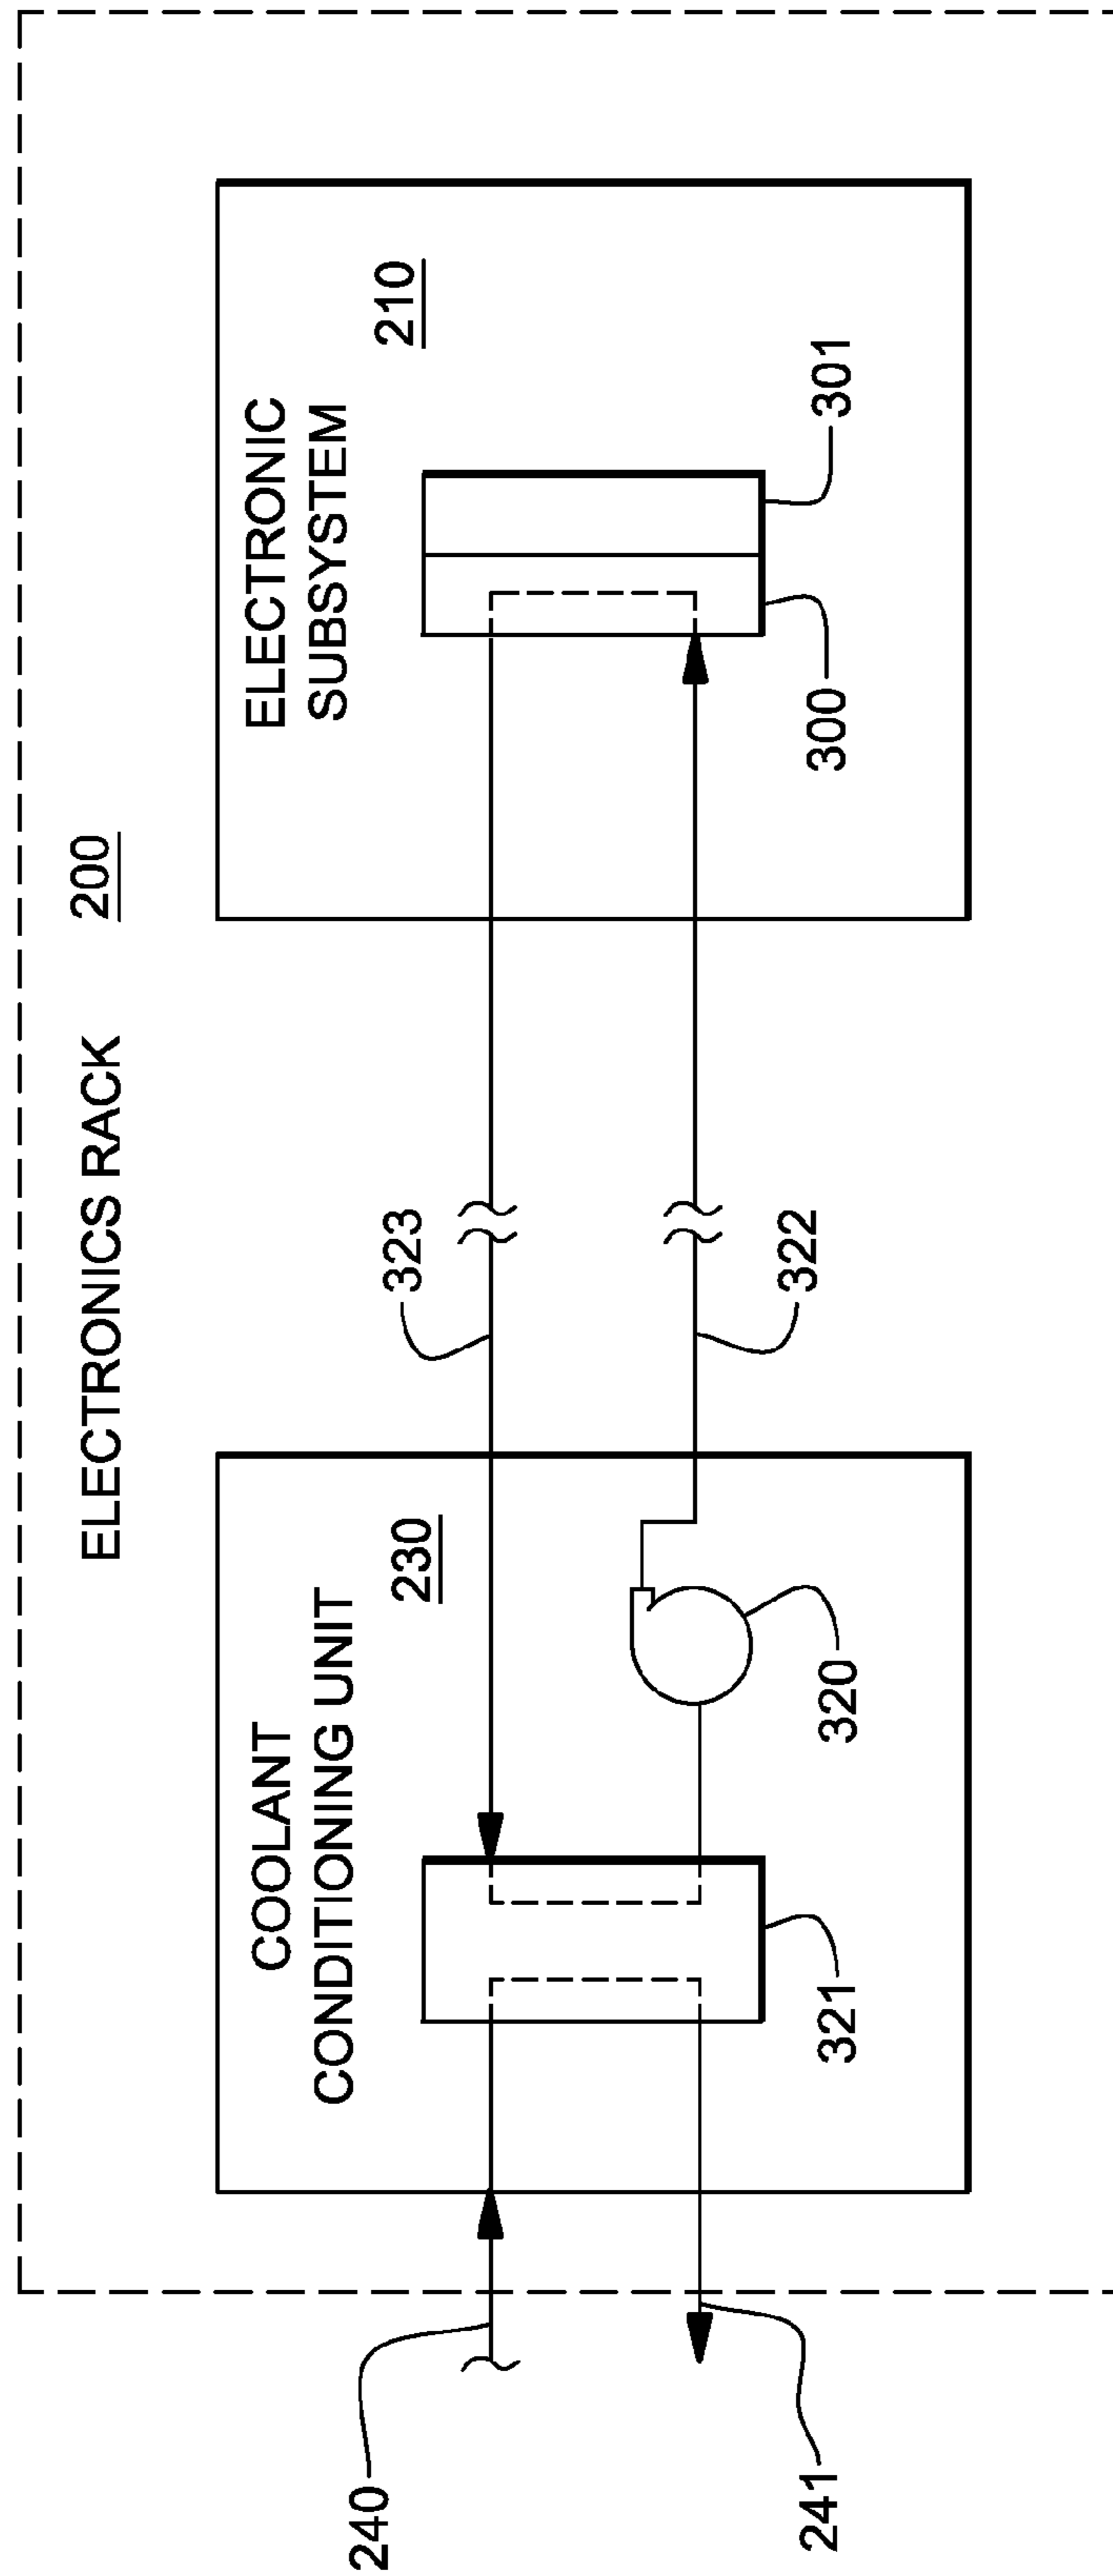 ELECTRONICS RACK 200
COOLANT
CONDITIONING UNIT
230
ELECTRONIC
SUBSYSTEM
210
240
241
323
322
321
320
300
301